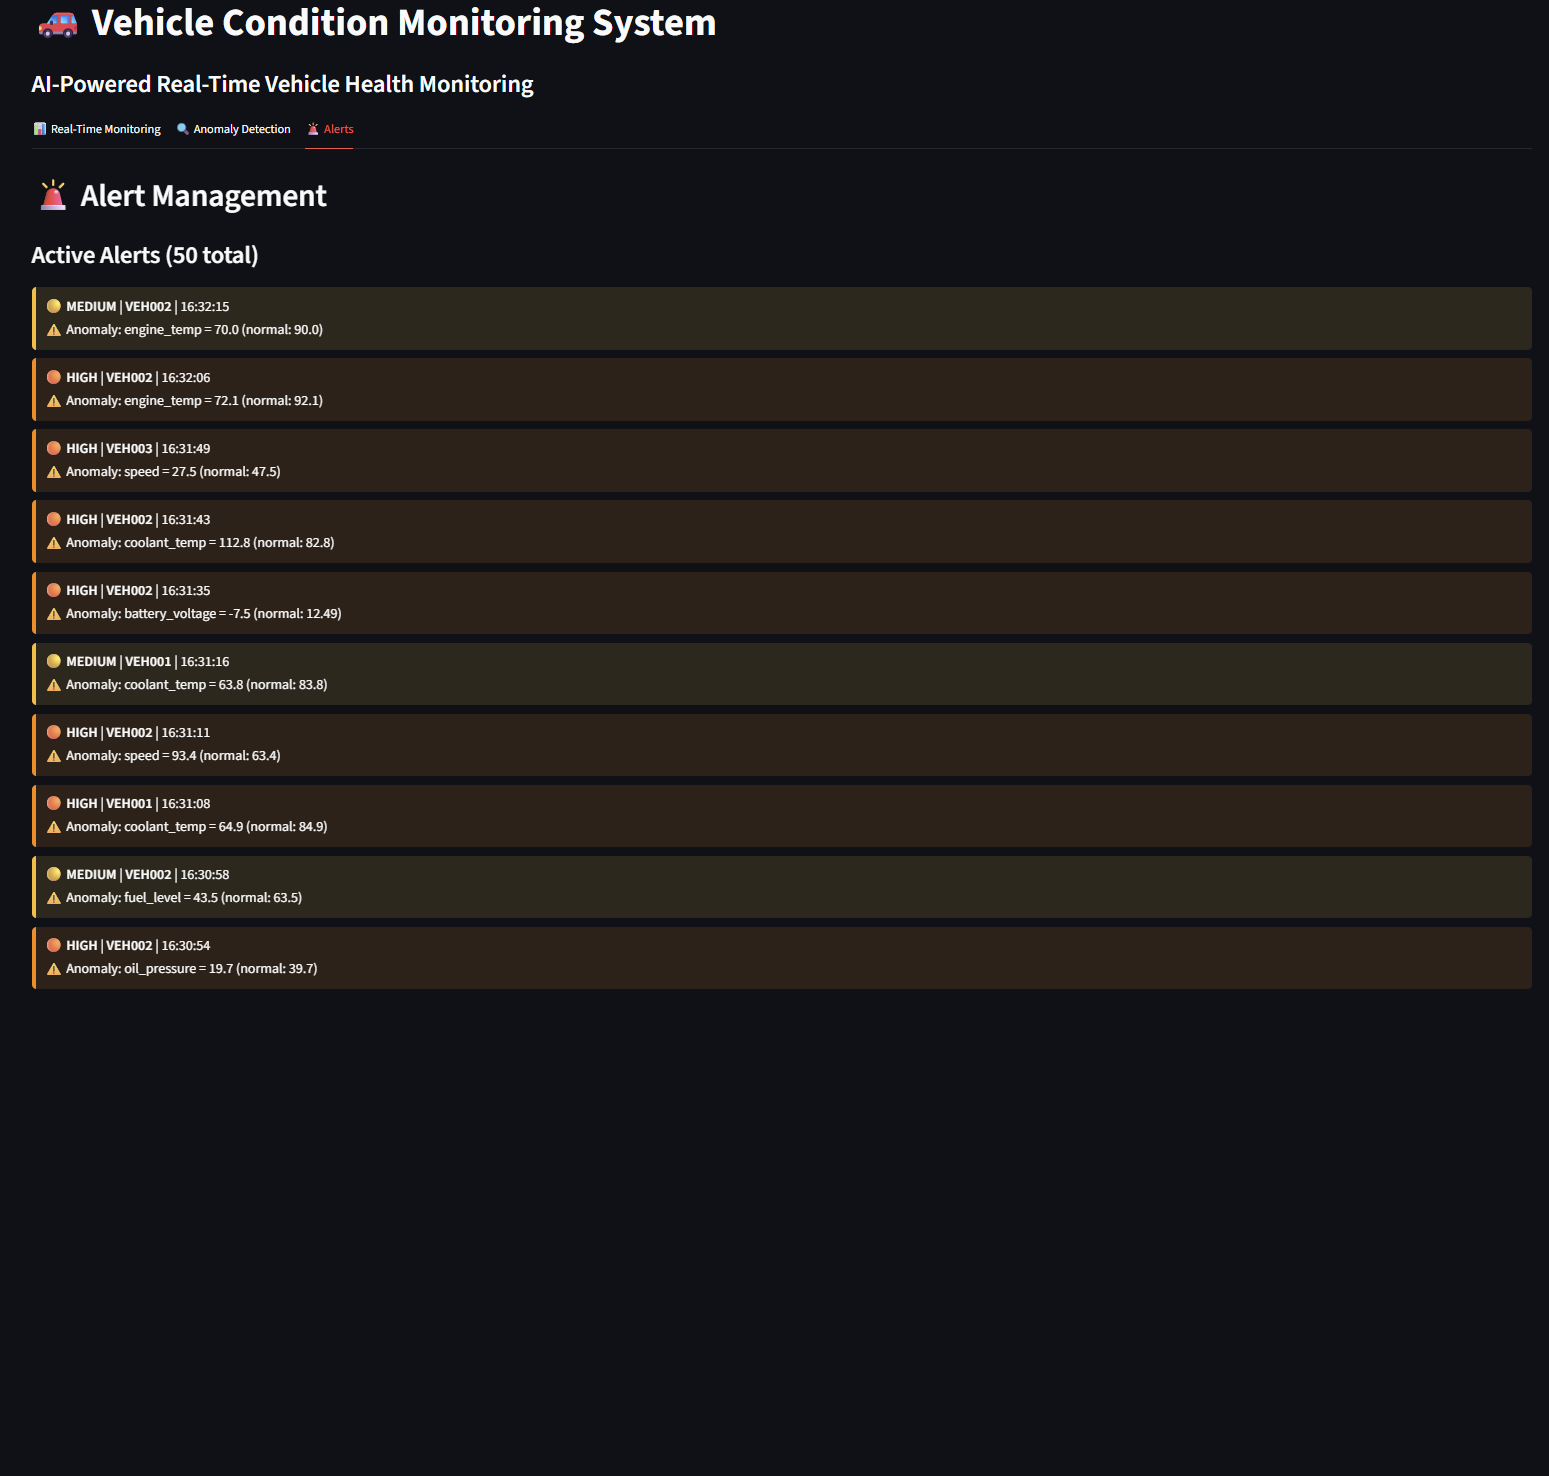 Vehicle Condition Monitoring System
AI-Powered Real-Time Vehicle Health Monitoring
Real-Time Monitoring Anomaly Detection Alerts
Alert Management
Active Alerts (50 total)
MEDIUM | VEH002 | 16:32:15
Anomaly: engine_temp = 70.0 (normal: 90.0)
HIGH | VEH002 | 16:32:06
Anomaly: engine_temp = 72.1 (normal: 92.1)
HIGH | VEH003 | 16:31:49
Anomaly: speed = 27.5 (normal: 47.5)
HIGH | VEH002 | 16:31:43
Anomaly: coolant_temp = 112.8 (normal: 82.8)
HIGH | VEH002 | 16:31:35
Anomaly: battery_voltage = -7.5 (normal: 12.49)
MEDIUM | VEH001 | 16:31:16
Anomaly: coolant_temp = 63.8 (normal: 83.8)
HIGH | VEH002 | 16:31:11
Anomaly: speed = 93.4 (normal: 63.4)
HIGH | VEH001 | 16:31:08
Anomaly: coolant_temp = 64.9 (normal: 84.9)
MEDIUM | VEH002 | 16:30:58
Anomaly: fuel_level = 43.5 (normal: 63.5)
HIGH | VEH002 | 16:30:54
Anomaly: oil_pressure = 19.7 (normal: 39.7)